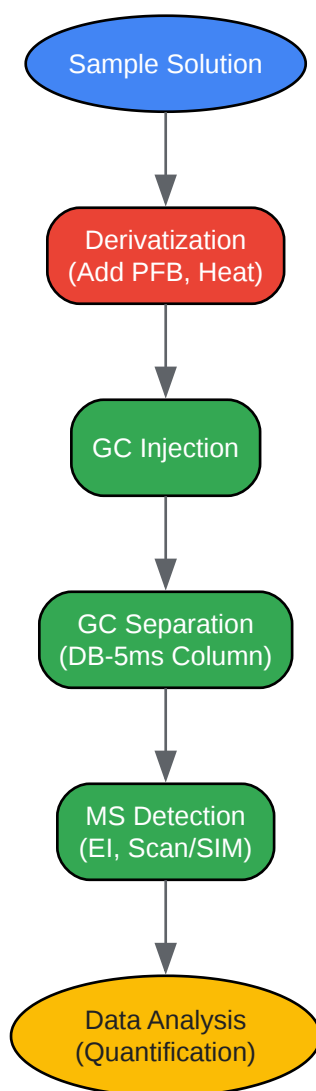 Sample Solution
Derivatization
(Add PFB, Heat)
GC Injection
GC Separation
(DB-5ms Column)
MS Detection
(EI, Scan/SIM)
Data Analysis
(Quantification)